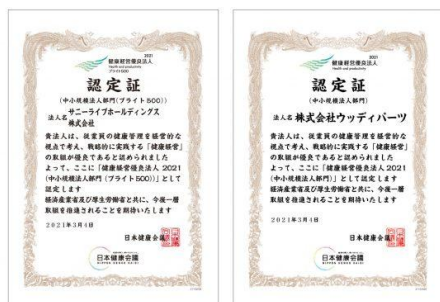 2021
健康経営優良法人
Health and productivity
ブライト500
認定証
(中小規模法人部門(ブライト500))
法人名 サニーライブホールディングス
株式会社
貴法人は、従業員の健康管理を経営的な
視点で考え、戦略的に実践する「健康経営」
の取組が優良であると認められました
よって、ここに「健康経営優良法人2021
(中小規模法人部門(ブライト500))」として
認定します
経済産業省及び厚生労働省と共に、今後一層
取組を推進されることを期待いたします
2021年3月4日
日本健康会議
日本健康会議
2021
健康経営優良法人
Health and productivity
認定証
(中小規模法人部門)
法人名 株式会社ウッディパーツ
貴法人は、従業員の健康管理を経営的な
視点で考え、戦略的に実践する「健康経営」
の取組が優良であると認められました
よって、ここに「健康経営優良法人2021
(中小規模法人部門)」として認定します
経済産業省及び厚生労働省と共に、今後一層
取組を推進されることを期待いたします
2021年3月4日
日本健康会議
日本健康会議